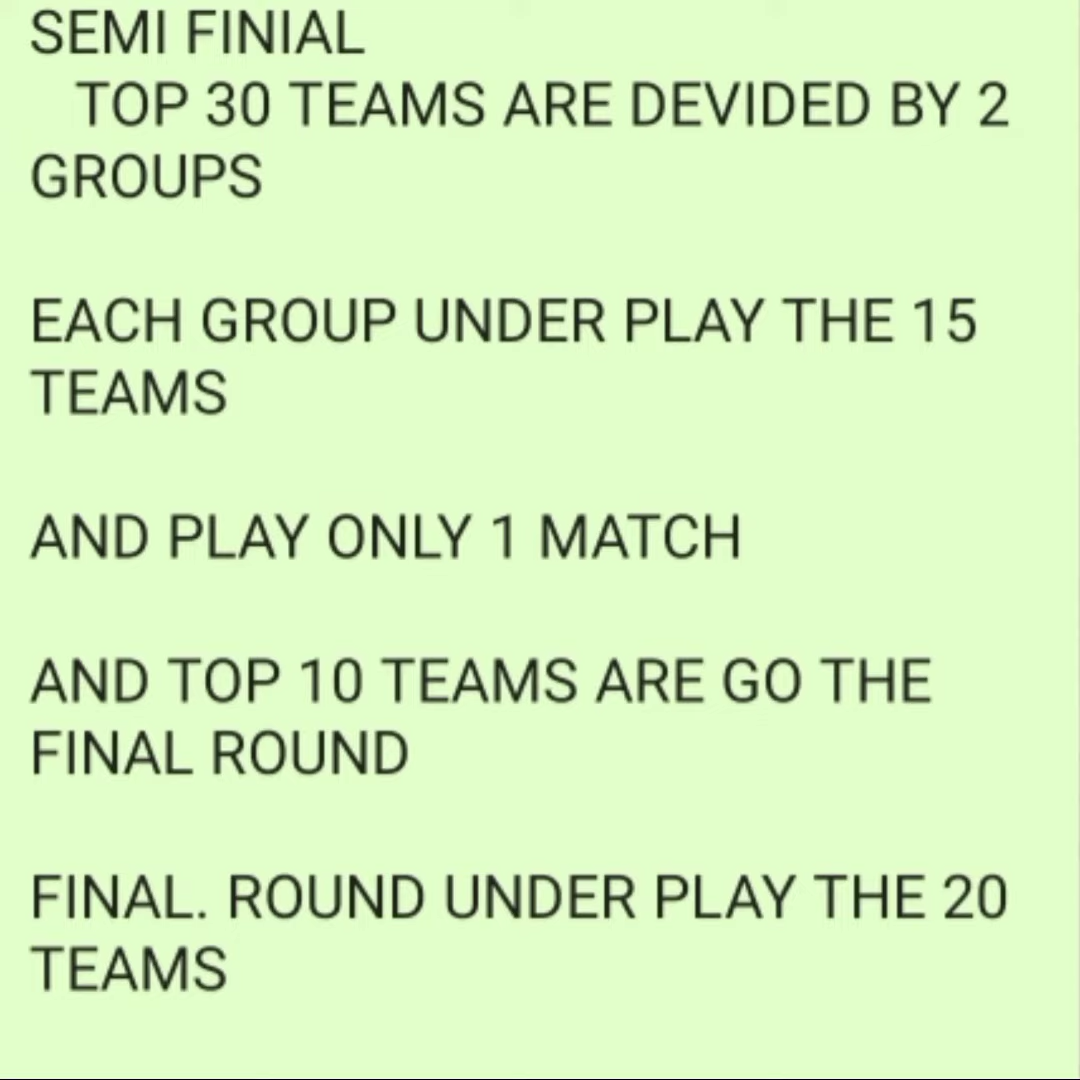 SEMI FINIAL
TOP 30 TEAMS ARE DEVIDED BY 2
GROUPS
EACH GROUP UNDER PLAY THE 15
TEAMS
AND PLAY ONLY 1 MATCH
AND TOP 10 TEAMS ARE GO THE
FINAL ROUND
FINAL. ROUND UNDER PLAY THE 20
TEAMS